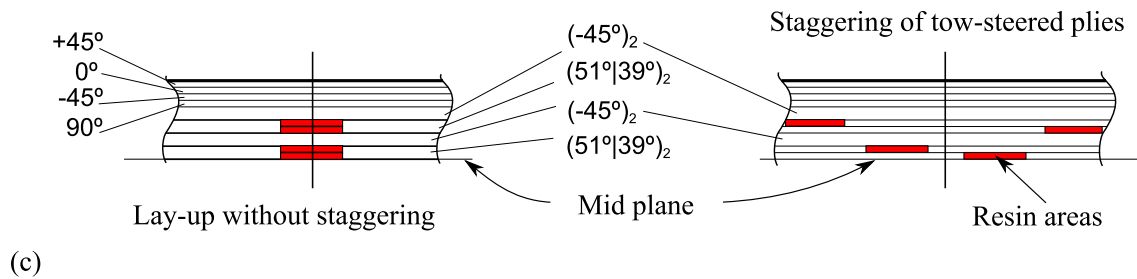 Staggering of tow-steered plies
+45º
0º
-45º
90º
(-45º)2
(51º|39º)2
(-45º)2
(51º|39º)2
Lay-up without staggering
Mid plane
Resin areas
(c)